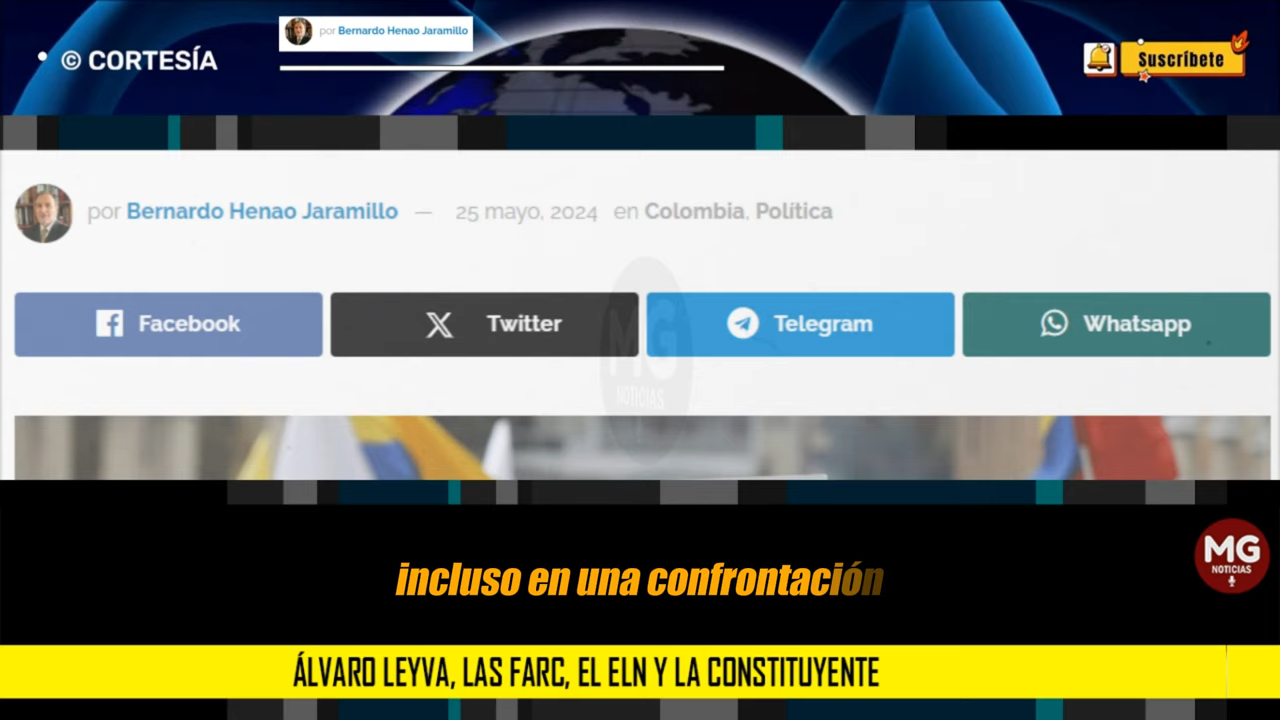 © CORTESÍA
por Bernardo Henao Jaramillo
Suscríbete
por Bernardo Henao Jaramillo — 25 mayo, 2024 en Colombia, Política
Facebook
Twitter
Telegram
Whatsapp
MG
NOTICIAS
incluso en una confrontación
MG
NOTICIAS
ÁLVARO LEYVA, LAS FARC, EL ELN Y LA CONSTITUYENTE